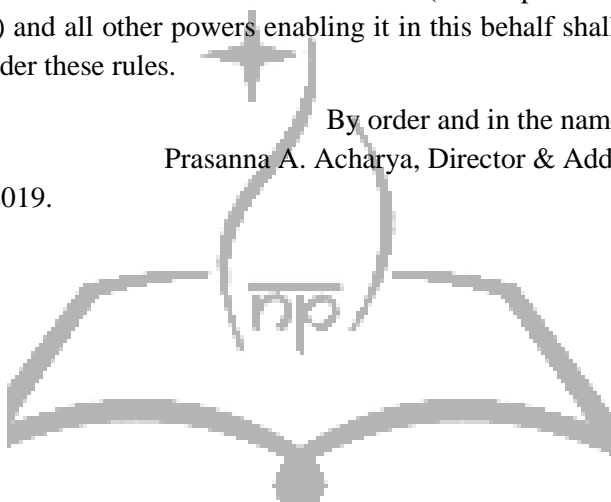 ) and all other powers enabling it in this behalf shall
der these rules.
By order and in the nam
Prasanna A. Acharya, Director & Add
019.
np